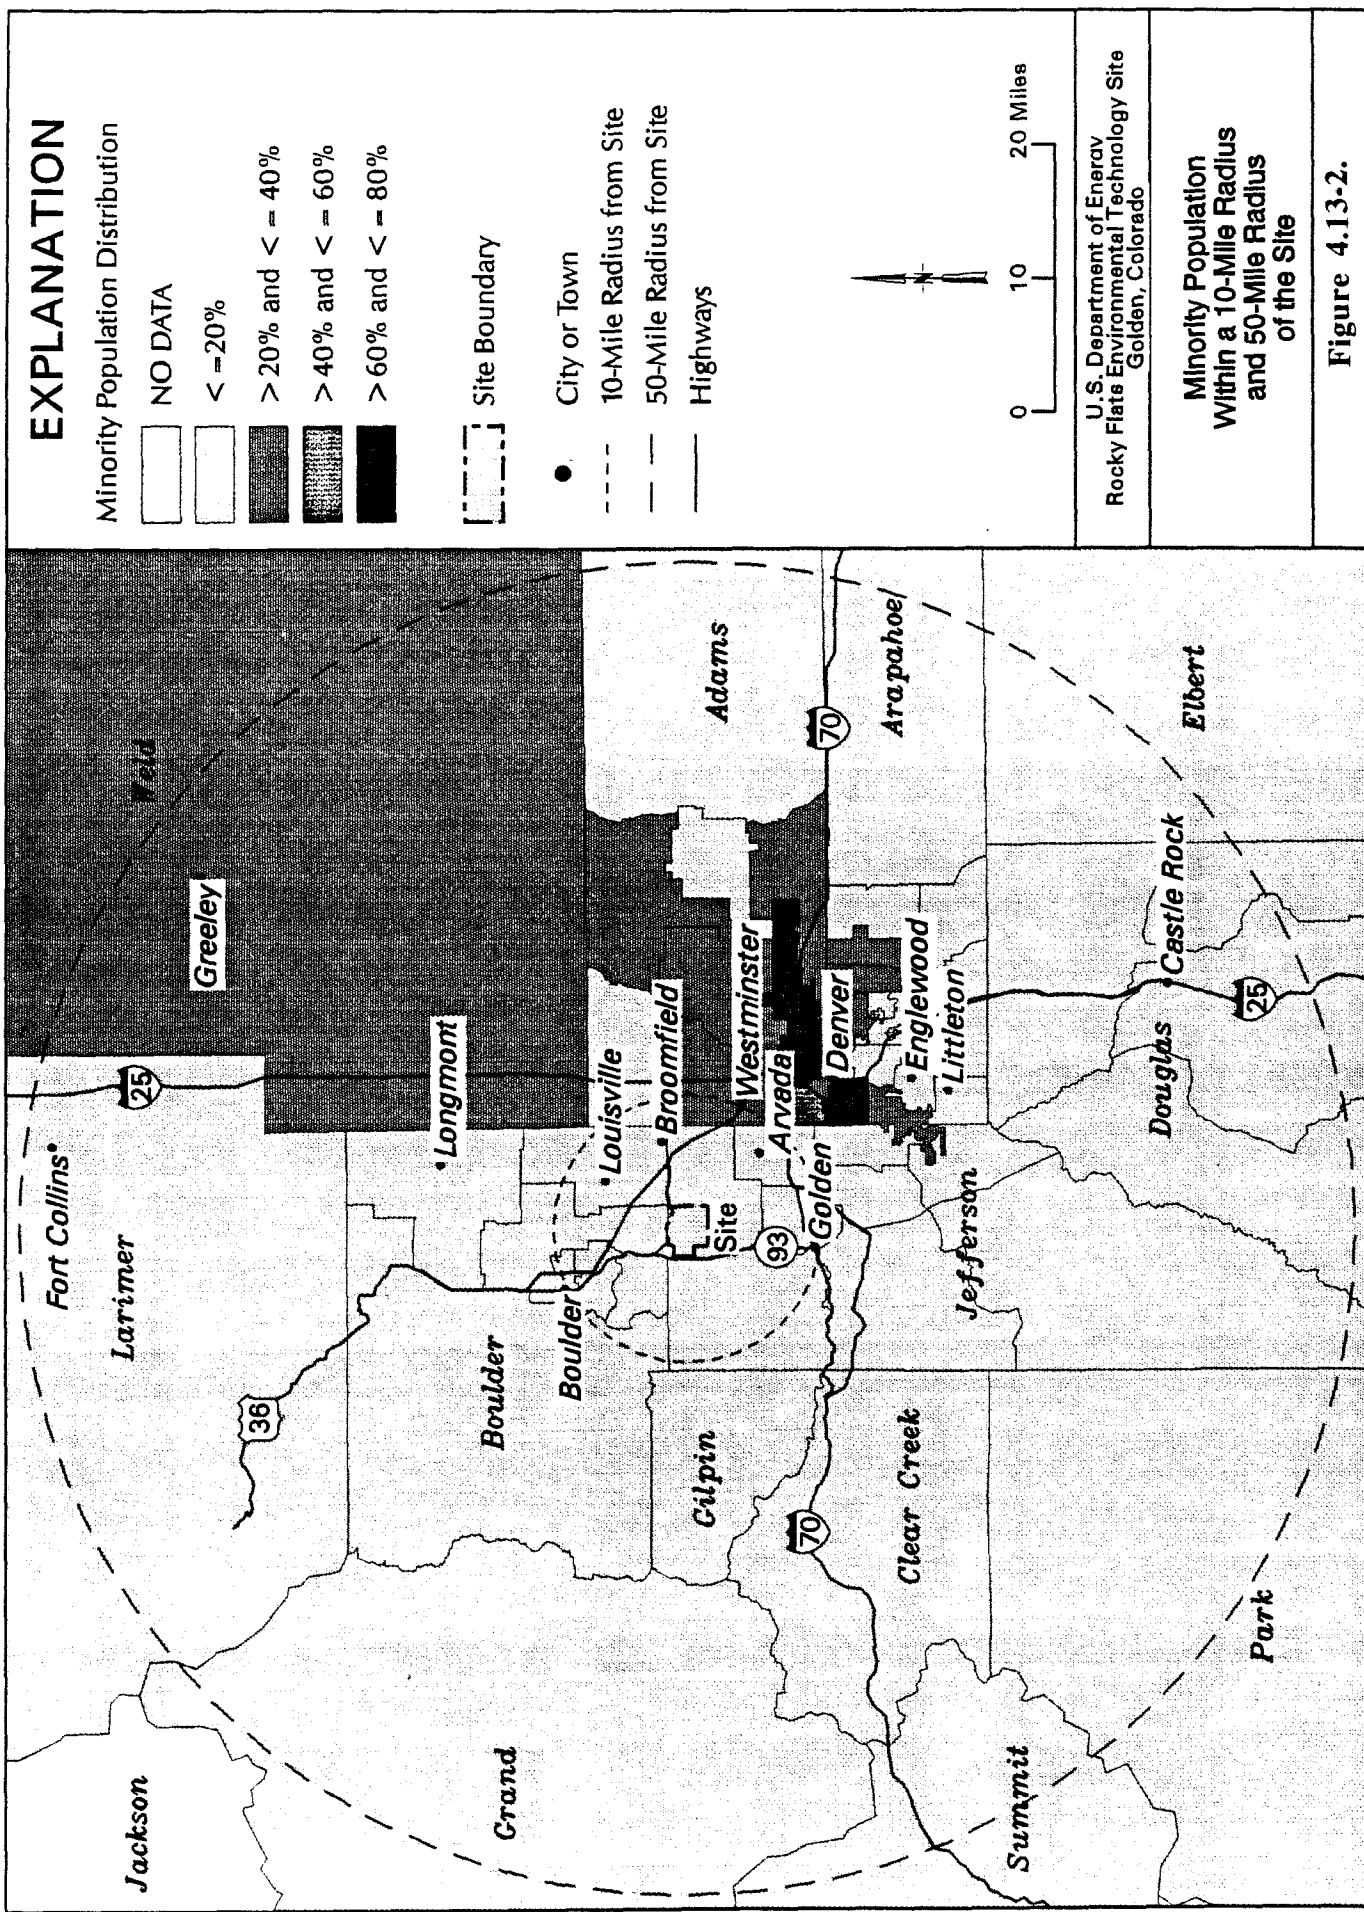 EXPLANATION
Minority Population Distribution
NO DATA
< =20%
>20% and < = 40%
>40% and < = 60%
>60% and < = 80%
Site Boundary
City or Town
10-Mile Radius from Site
50-Mile Radius from Site
Highways
0 10 20 Miles
N
U.S. Department of Energy
Rocky Flats Environmental Technology Site
Golden, Colorado
Minority Population
Within a 10-Mile Radius
and 50-Mile Radius
of the Site
Figure 4.13-2.
Jackson
Larimer
Fort Collins
25
Weld
36
Greeley
Grand
Boulder
Longmont
Boulder
Louisville
Broomfield
Gilpin
Site
Westminster
Adams
93
Arvada
70
Golden
Denver
70
Clear Creek
Englewood
Arapahoe
Jefferson
Littleton
Summit
Douglas
Castle Rock
Elbert
Park
25